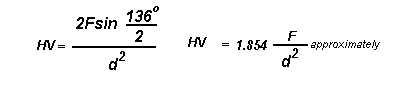 HV = 2Fsin 136°/2 / d² HV = 1.854 F/d² approximately